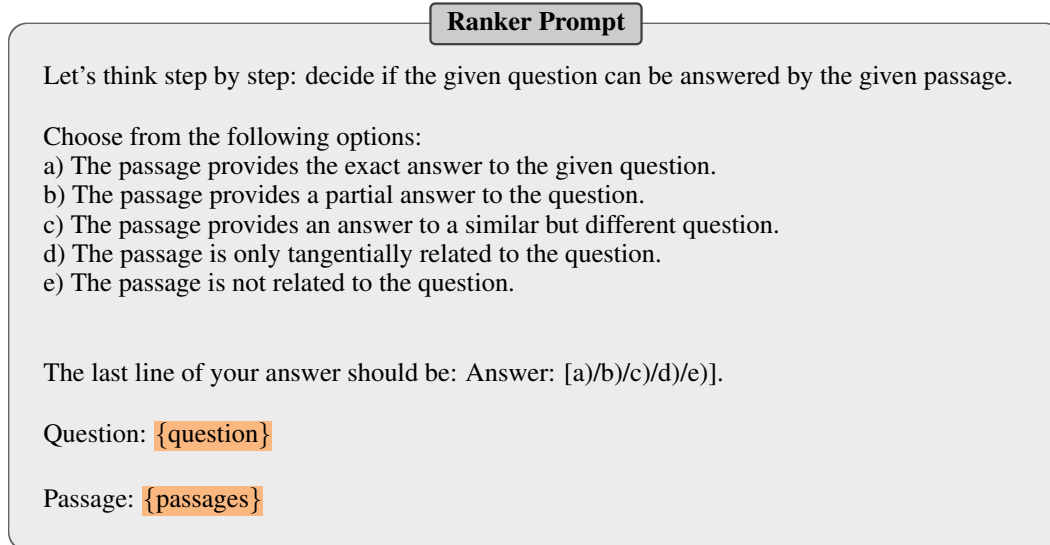 Ranker Prompt
Let's think step by step: decide if the given question can be answered by the given passage.
Choose from the following options:
a) The passage provides the exact answer to the given question.
b) The passage provides a partial answer to the question.
c) The passage provides an answer to a similar but different question.
d) The passage is only tangentially related to the question.
e) The passage is not related to the question.
The last line of your answer should be: Answer: [a)/b)/c)/d)/e)].
Question: {question}
Passage: {passages}